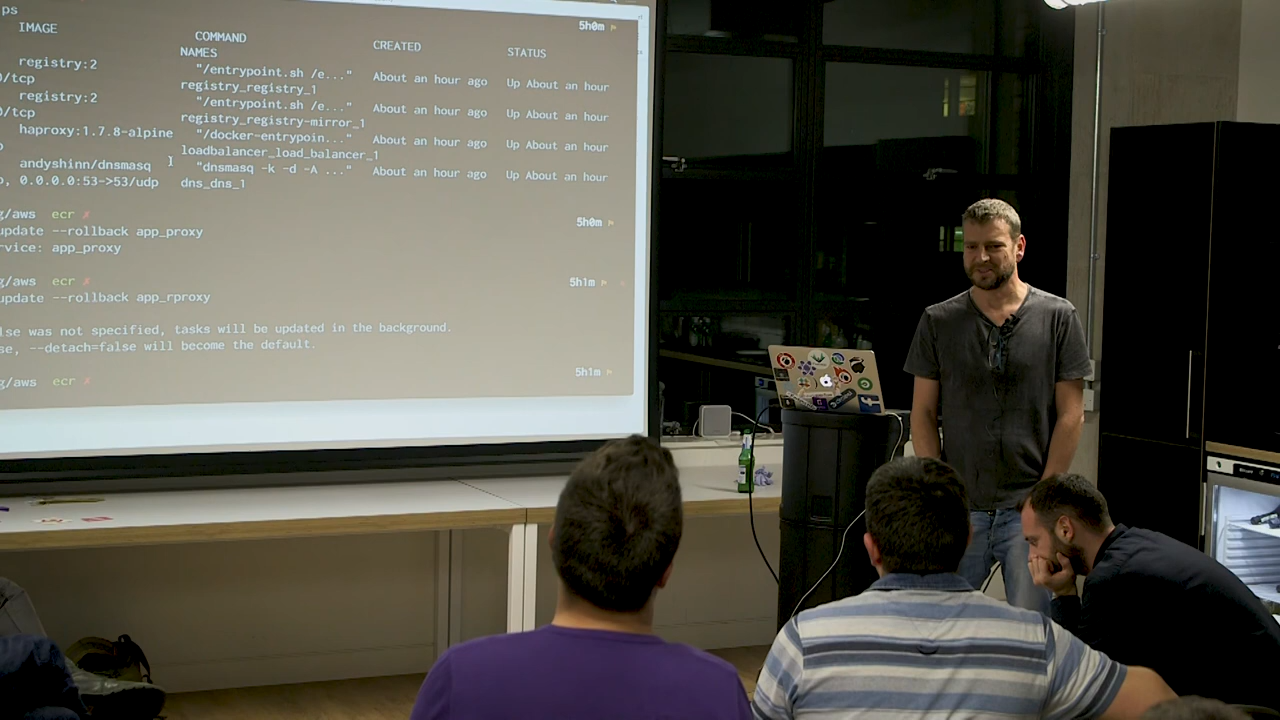 ps
5h0m
IMAGE COMMAND CREATED STATUS
NAMES
registry:2 "/entrypoint.sh /e..." About an hour ago Up About an hour
0/tcp registry_registry_1
registry:2 "/entrypoint.sh /e..." About an hour ago Up About an hour
0/tcp registry_registry-mirror_1
haproxy:1.7.8-alpine "/docker-entrypoin..." About an hour ago Up About an hour
p loadbalancer_load_balancer_1
andyshinn/dnsmasq "dnsmasq -k -d -A ..." About an hour ago Up About an hour
p, 0.0.0.0:53->53/udp dns_dns_1
g/aws ecr ✗ 5h0m
update --rollback app_proxy
rvice: app_proxy
g/aws ecr ✗ 5h1m
update --rollback app_rproxy
lse was not specified, tasks will be updated in the background.
se, --detach=false will become the default.
g/aws ecr ✗ 5h1m